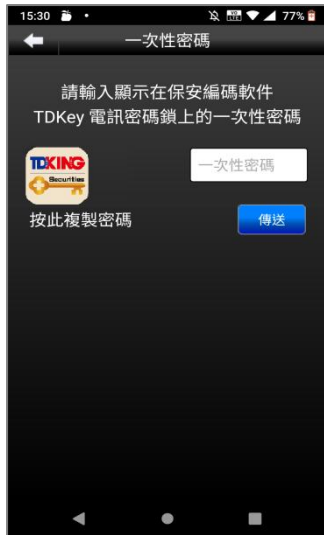 15:30
77%
一次性密碼
請輸入顯示在保安編碼軟件
TDKey 電訊密碼鎖上的一次性密碼
TDXKING
Securities
一次性密碼
按此複製密碼
傳送